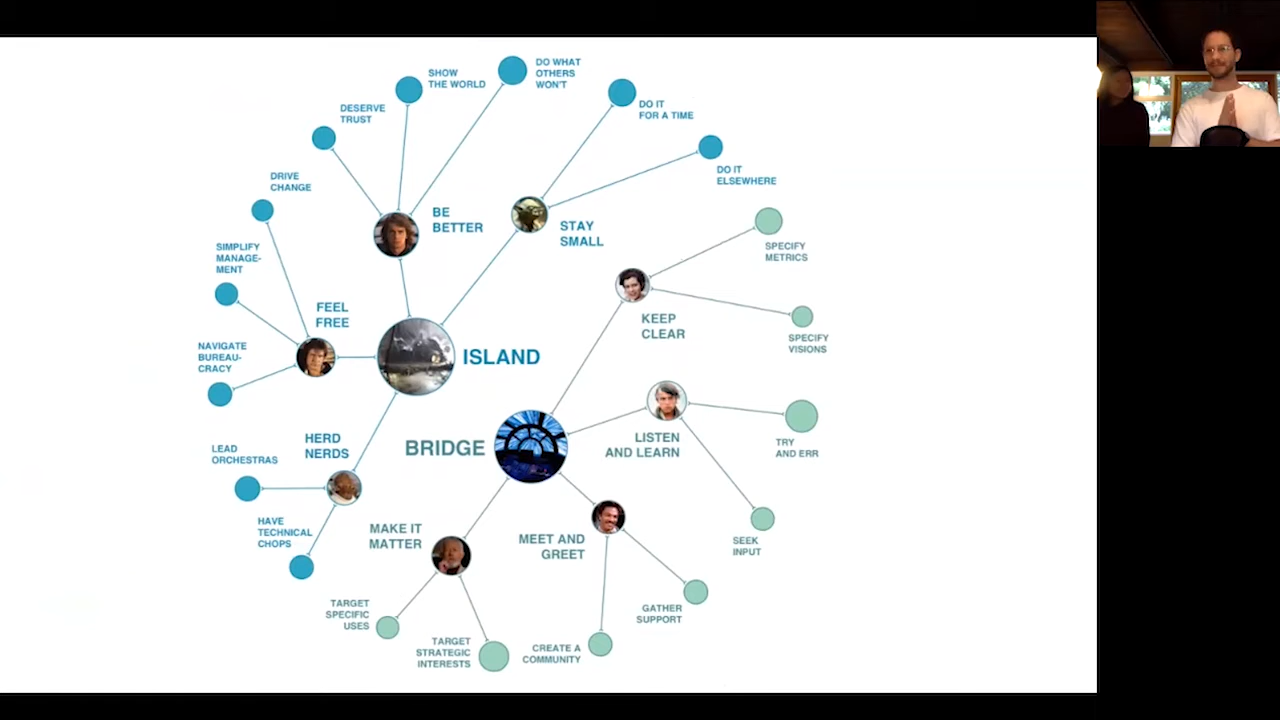 SHOW
THE WORLD
DO WHAT
OTHERS
WON'T
DESERVE
TRUST
DO IT
FOR A TIME
DRIVE
CHANGE
DO IT
ELSEWHERE
BE
BETTER
STAY
SMALL
SIMPLIFY
MANAGE-
MENT
SPECIFY
METRICS
FEEL
FREE
KEEP
CLEAR
NAVIGATE
BUREAU-
CRACY
ISLAND
SPECIFY
VISIONS
HERD
NERDS
BRIDGE
LISTEN
AND LEARN
TRY
AND ERR
LEAD
ORCHESTRAS
HAVE
TECHNICAL
CHOPS
MAKE IT
MATTER
MEET AND
GREET
SEEK
INPUT
TARGET
SPECIFIC
USES
GATHER
SUPPORT
TARGET
STRATEGIC
INTERESTS
CREATE A
COMMUNITY